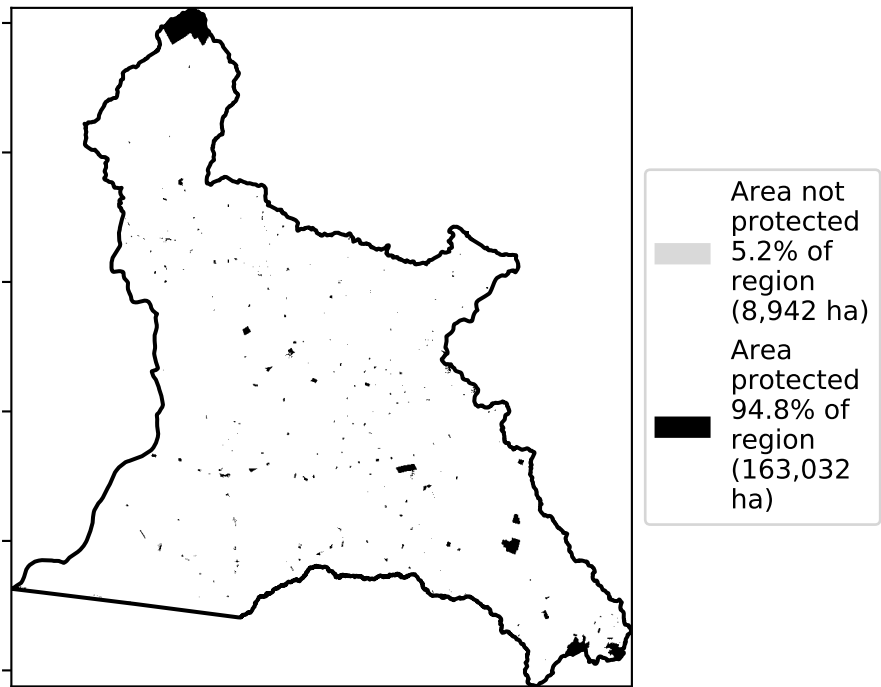 Area not
protected
5.2% of
region
(8,942 ha)
Area
protected
94.8% of
region
(163,032
ha)